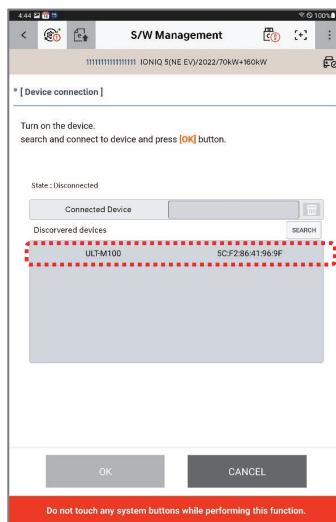 4:44 100%
S/W Management
1111111111111111 IONIQ 5(NE EV)/2022/70kW+160kW
* [ Device connection ]
Turn on the device.
search and connect to device and press [OK] button.
State : Disconnected
Connected Device
Discorvered devices SEARCH
ULT-M100 5C:F2:86:41:96:9F
OK CANCEL
Do not touch any system buttons while performing this function.